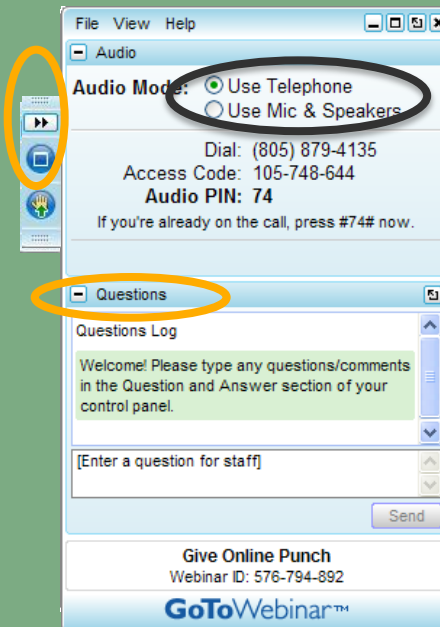 File View Help
Audio
Audio Mode: Use Telephone
Use Mic & Speakers
Dial: (805) 879-4135
Access Code: 105-748-644
Audio PIN: 74
If you're already on the call, press #74# now.
Questions
Questions Log
Welcome! Please type any questions/comments
in the Question and Answer section of your
control panel.
[Enter a question for staff]
Send
Give Online Punch
Webinar ID: 576-794-892
GoToWebinar™